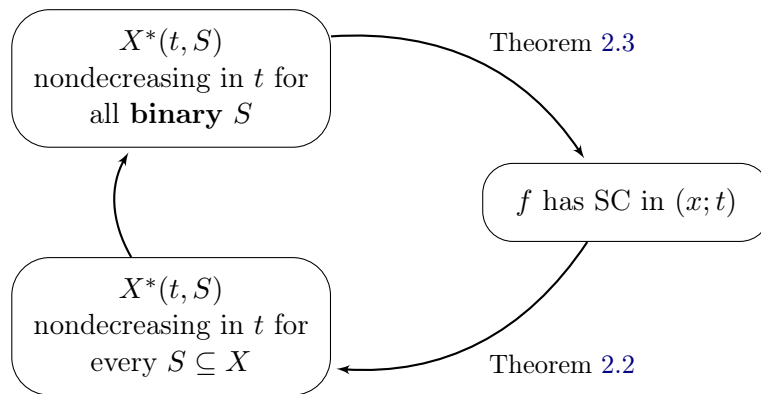 X*(t, S)
nondecreasing in t for
all binary S
Theorem 2.3
f has SC in (x; t)
X*(t, S)
nondecreasing in t for
every S ⊆ X
Theorem 2.2